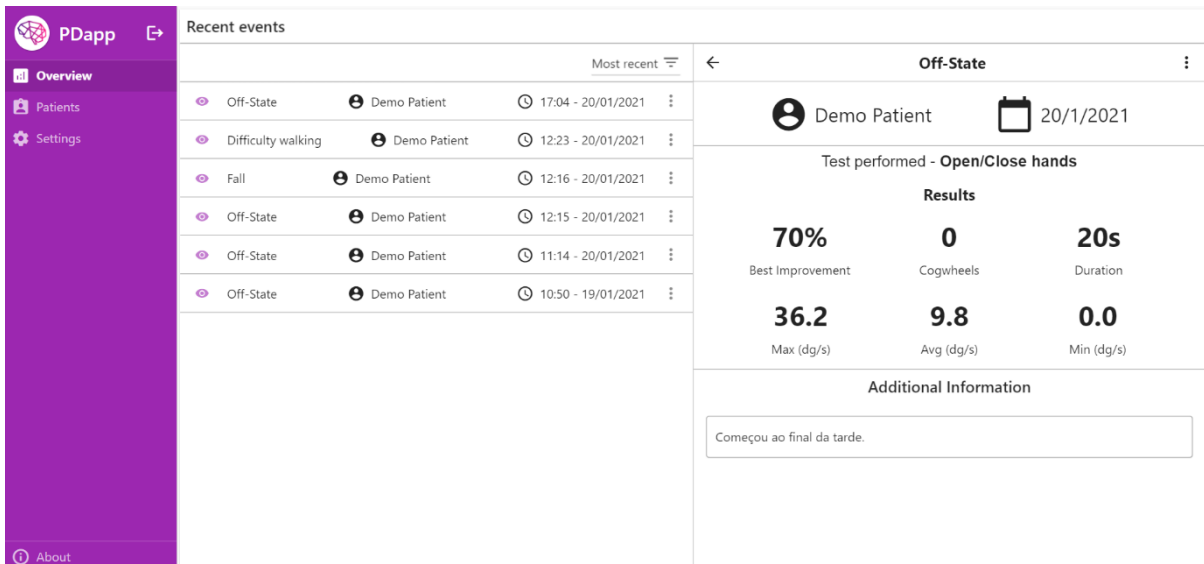 PDapp
Overview
Patients
Settings
About
Recent events
Most recent
Off-State Demo Patient 17:04 - 20/01/2021
Difficulty walking Demo Patient 12:23 - 20/01/2021
Fall Demo Patient 12:16 - 20/01/2021
Off-State Demo Patient 12:15 - 20/01/2021
Off-State Demo Patient 11:14 - 20/01/2021
Off-State Demo Patient 10:50 - 19/01/2021
Off-State
Demo Patient 20/1/2021
Test performed - Open/Close hands
Results
70% 0 20s
Best Improvement Cogwheels Duration
36.2 9.8 0.0
Max (dg/s) Avg (dg/s) Min (dg/s)
Additional Information
Começou ao final da tarde.